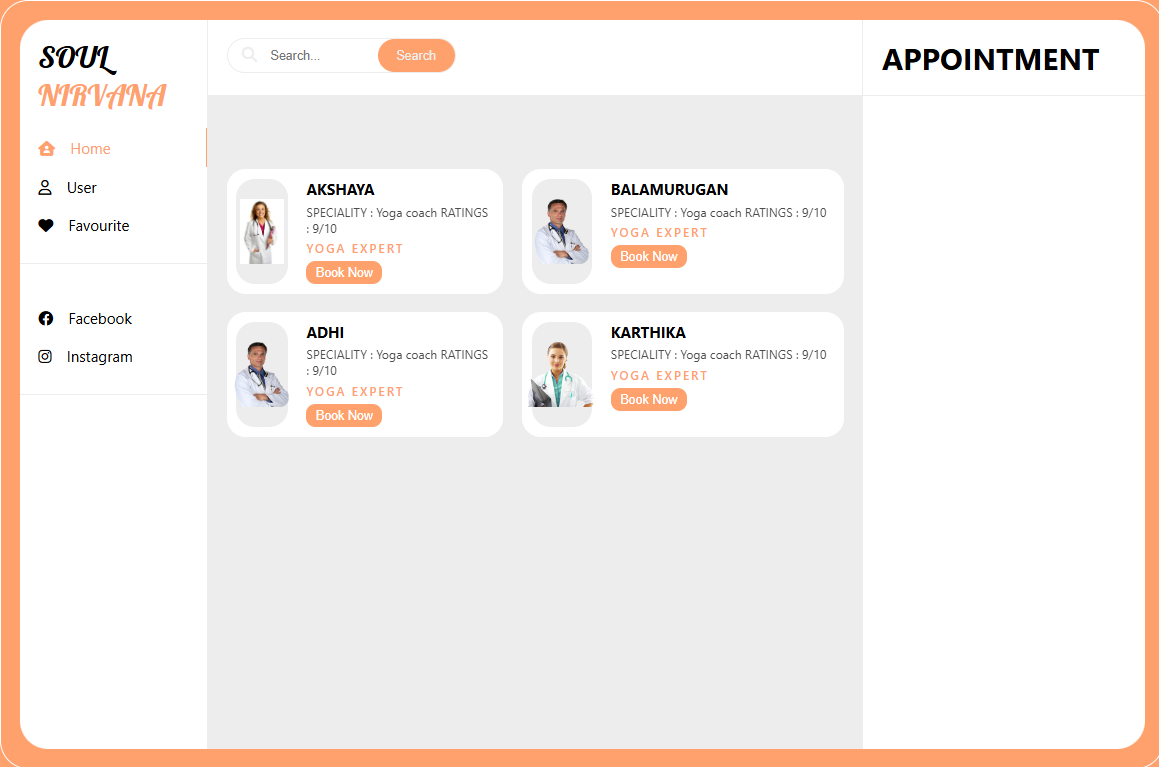 SOUL
NIRVANA
Home
User
Favourite
Facebook
Instagram
Search...
Search
APPOINTMENT
AKSHAYA
SPECIALITY : Yoga coach RATINGS
: 9/10
YOGA EXPERT
Book Now
BALAMURUGAN
SPECIALITY : Yoga coach RATINGS : 9/10
YOGA EXPERT
Book Now
ADHI
SPECIALITY : Yoga coach RATINGS
: 9/10
YOGA EXPERT
Book Now
KARTHIKA
SPECIALITY : Yoga coach RATINGS : 9/10
YOGA EXPERT
Book Now